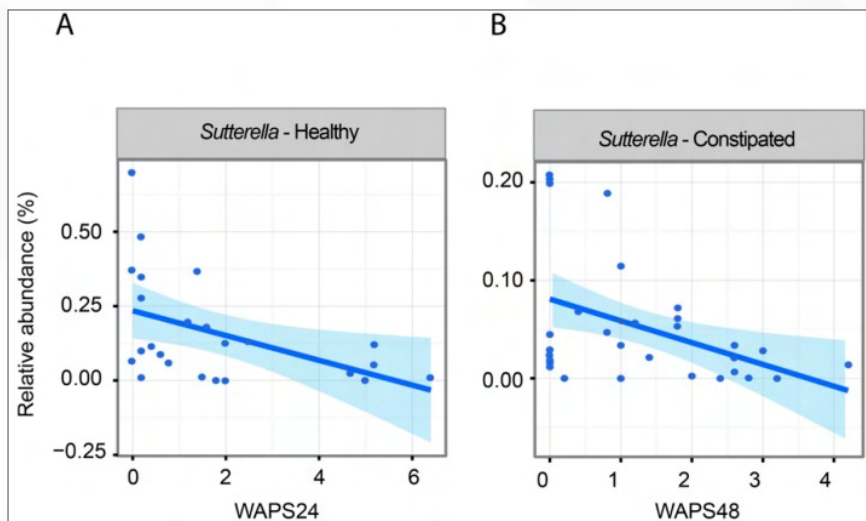 A
B
Sutterella - Healthy
Sutterella - Constipated
Relative abundance (%)
0.50
0.25
0.00
−0.25
0 2 4 6
WAPS24
0.20
0.10
0.00
0 1 2 3 4
WAPS48